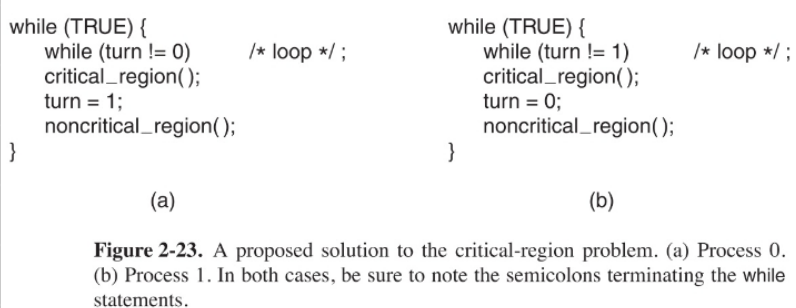 while (TRUE) {
while (turn != 0) /* loop */ ;
critical_region( );
turn = 1;
noncritical_region( );
}
(a)
while (TRUE) {
while (turn != 1) /* loop */ ;
critical_region( );
turn = 0;
noncritical_region( );
}
(b)
Figure 2-23. A proposed solution to the critical-region problem. (a) Process 0.
(b) Process 1. In both cases, be sure to note the semicolons terminating the while
statements.